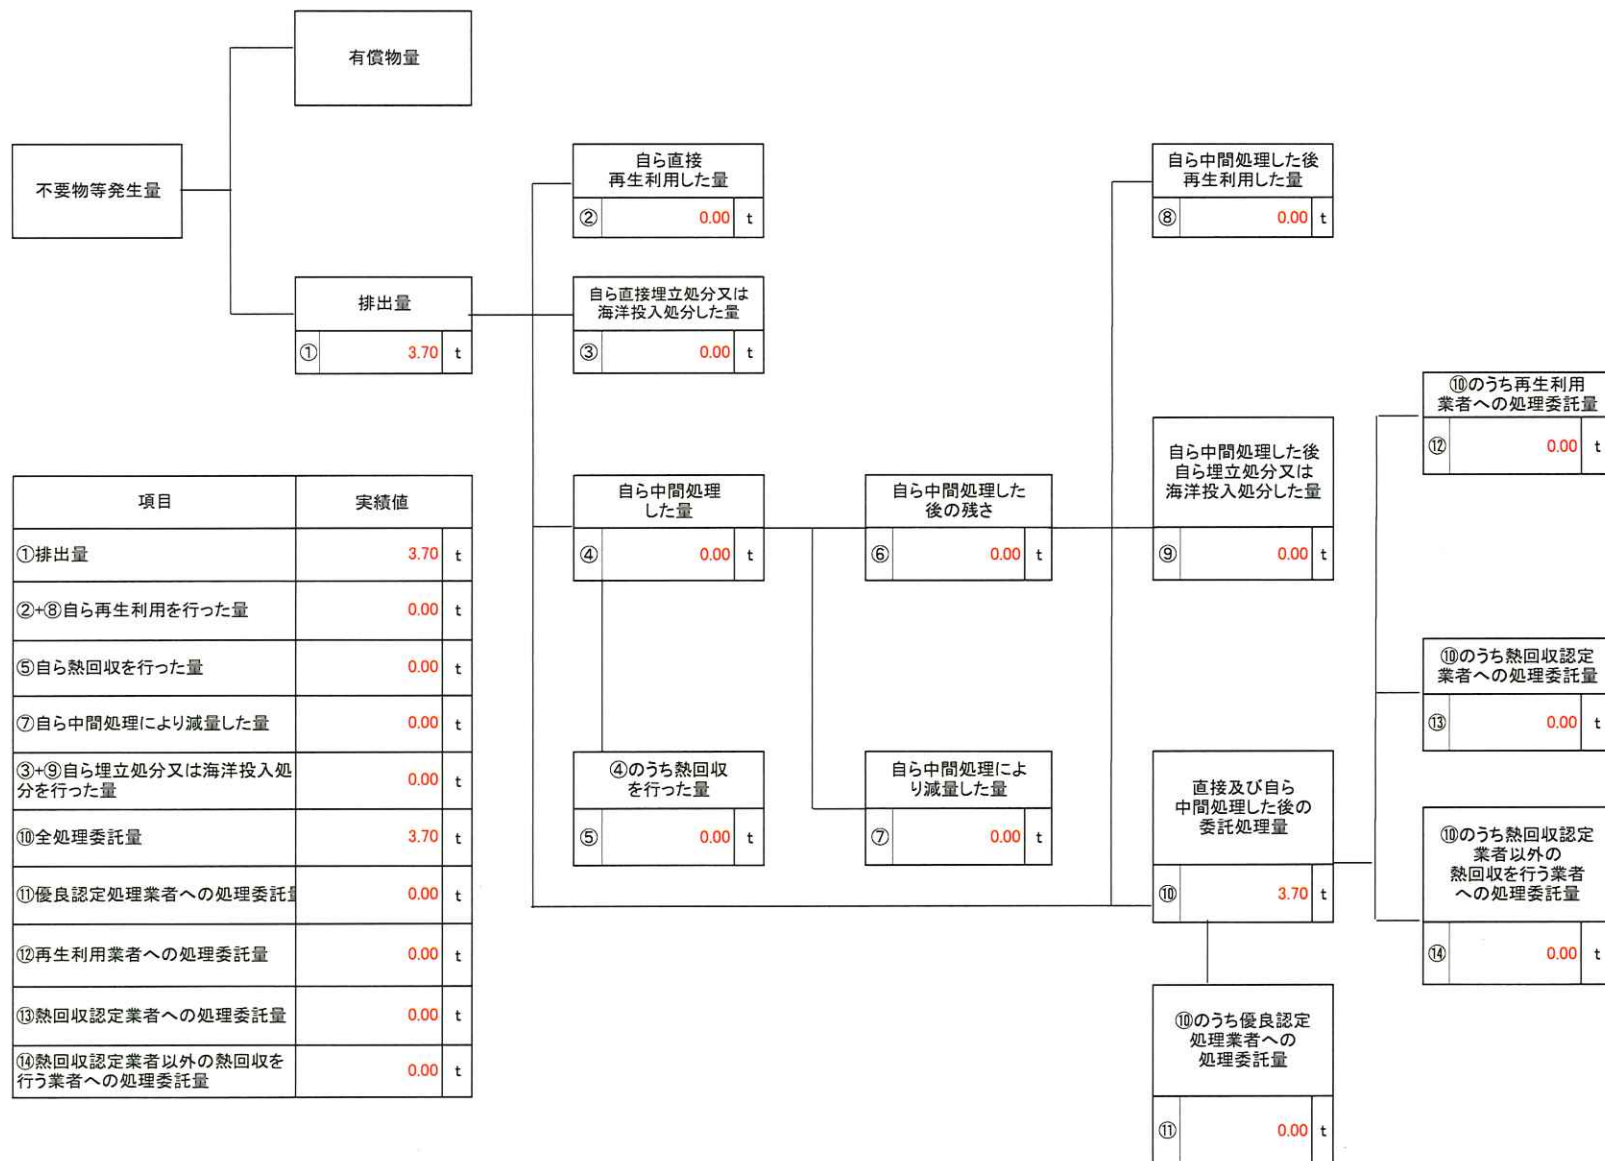 有償物量
不要物等発生量
排出量
① 3.70 t
自ら直接
再生利用した量
② 0.00 t
自ら直接埋立処分又は
海洋投入処分した量
③ 0.00 t
自ら中間処理
した量
④ 0.00 t
④のうち熱回収
を行った量
⑤ 0.00 t
自ら中間処理した
後の残さ
⑥ 0.00 t
自ら中間処理によ
り減量した量
⑦ 0.00 t
自ら中間処理した後
再生利用した量
⑧ 0.00 t
自ら中間処理した後
自ら埋立処分又は
海洋投入処分した量
⑨ 0.00 t
直接及び自ら
中間処理した後の
委託処理量
⑩ 3.70 t
⑩のうち優良認定
処理業者への
処理委託量
⑪ 0.00 t
⑩のうち再生利用
業者への処理委託量
⑫ 0.00 t
⑩のうち熱回収認定
業者への処理委託量
⑬ 0.00 t
⑩のうち熱回収認定
業者以外の
熱回収を行う業者
への処理委託量
⑭ 0.00 t
項目 実績値
①排出量 3.70 t
②+⑧自ら再生利用を行った量 0.00 t
⑤自ら熱回収を行った量 0.00 t
⑦自ら中間処理により減量した量 0.00 t
③+⑨自ら埋立処分又は海洋投入処
分を行った量 0.00 t
⑩全処理委託量 3.70 t
⑪優良認定処理業者への処理委託量 0.00 t
⑫再生利用業者への処理委託量 0.00 t
⑬熱回収認定業者への処理委託量 0.00 t
⑭熱回収認定業者以外の熱回収を
行う業者への処理委託量 0.00 t